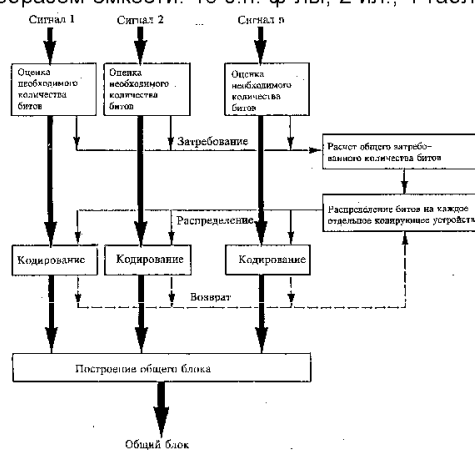 образом емкости. 10 з.п. ф-лы, 2 ил., 1 табл.
Сигнал 1 Сигнал 2 ... Сигнал n
Оценка необходимого количества битов
Оценка необходимого количества битов
Оценка необходимого количества битов
Затребование
Расчет общего затребо-
ванного количества битов
Распределение битов на каждое
отдельное кодирующее устройство
Распределение
Кодирование Кодирование Кодирование
Возврат
Построение общего блока
Общий блок